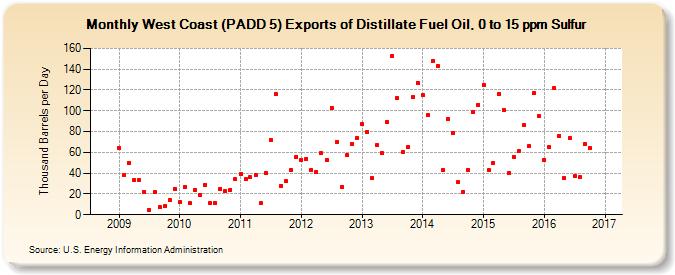 Monthly West Coast (PADD 5) Exports of Distillate Fuel Oil, 0 to 15 ppm Sulfur
Thousand Barrels per Day
160
140
120
100
80
60
40
20
0
2009 2010 2011 2012 2013 2014 2015 2016 2017
Source: U.S. Energy Information Administration